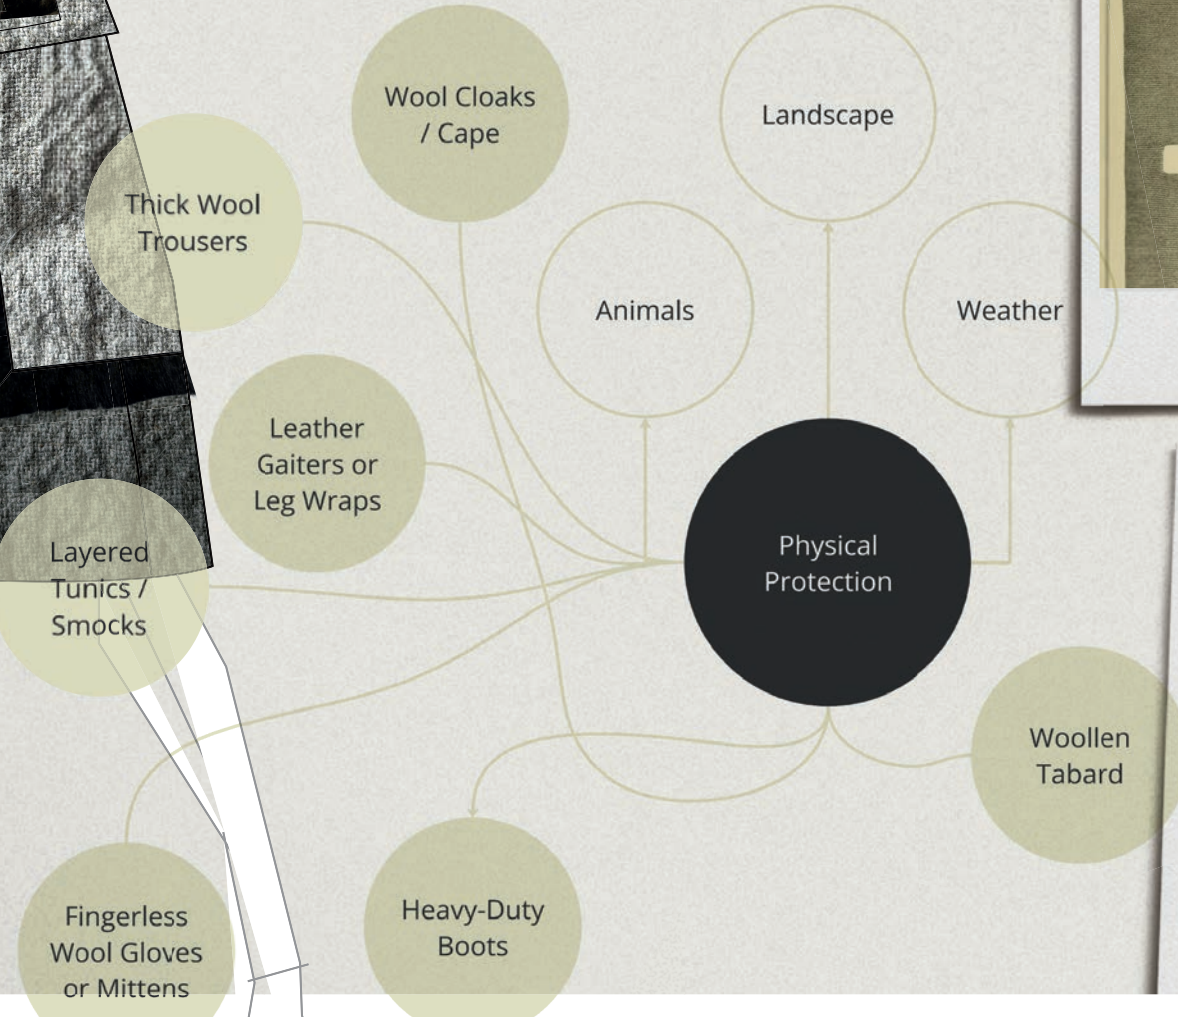 Wool Cloaks
/ Cape
Landscape
Thick Wool
Trousers
Animals
Weather
Leather
Gaiters or
Leg Wraps
Layered
Tunics /
Smocks
Physical
Protection
Woollen
Tabard
Fingerless
Wool Gloves
or Mittens
Heavy-Duty
Boots